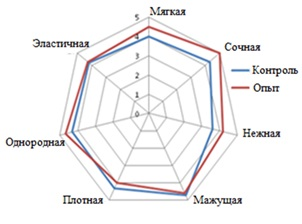 Мягкая
Сочная
Нежная
Мажущая
Плотная
Однородная
Эластичная
5
4
3
2
1
0
Контроль
Опыт